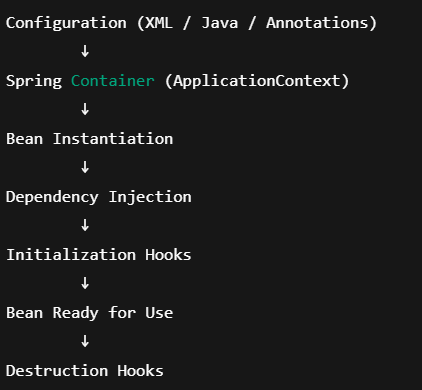 Configuration (XML / Java / Annotations)
↓
Spring Container (ApplicationContext)
↓
Bean Instantiation
↓
Dependency Injection
↓
Initialization Hooks
↓
Bean Ready for Use
↓
Destruction Hooks